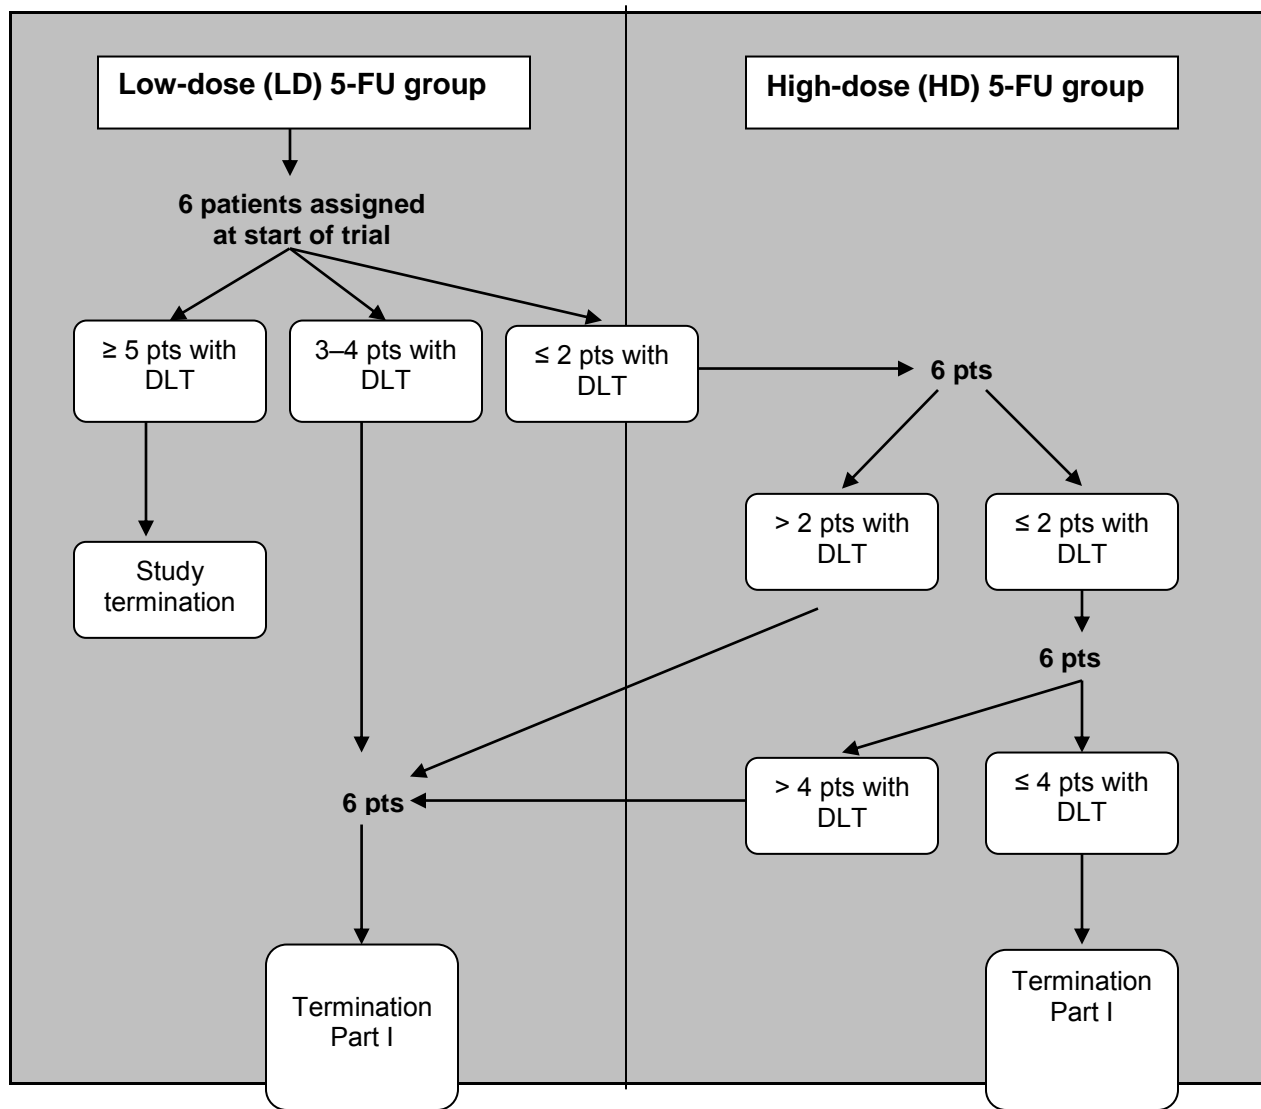 Low-dose (LD) 5-FU group
High-dose (HD) 5-FU group
6 patients assigned
at start of trial
≥ 5 pts with
DLT
3–4 pts with
DLT
≤ 2 pts with
DLT
6 pts
> 2 pts with
DLT
≤ 2 pts with
DLT
Study
termination
6 pts
6 pts
> 4 pts with
DLT
≤ 4 pts with
DLT
Termination
Part I
Termination
Part I